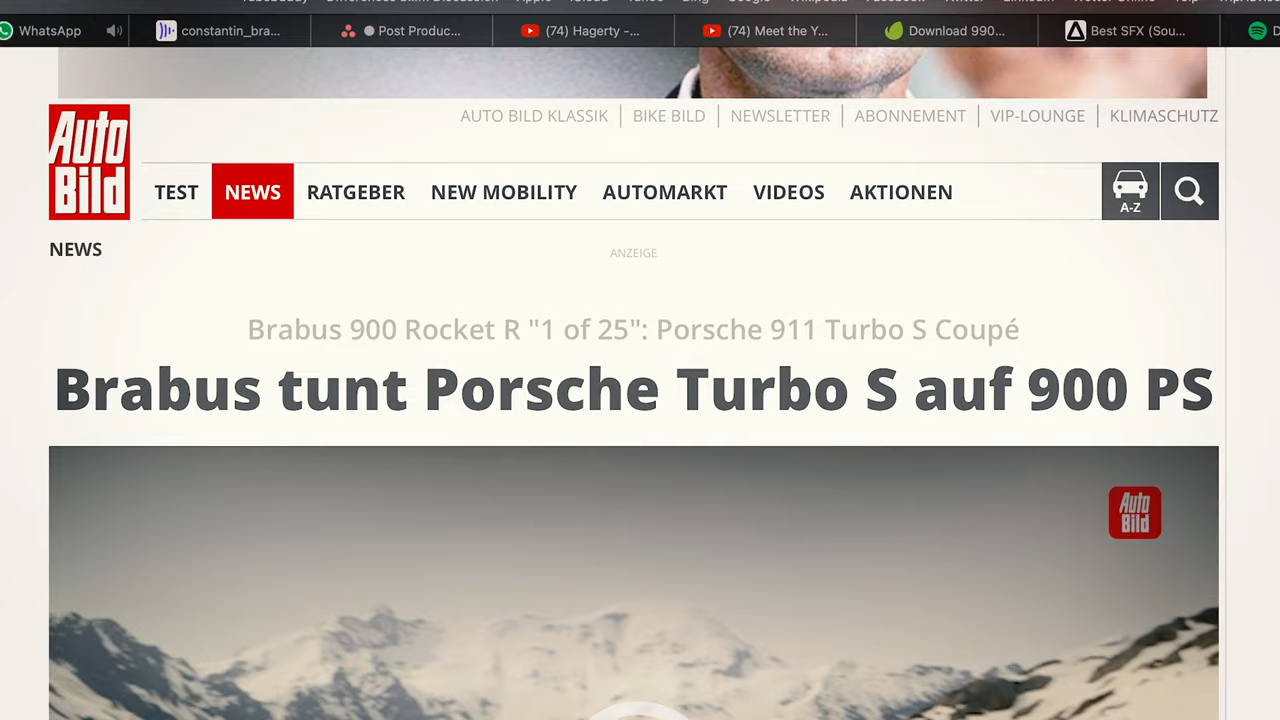 WhatsApp constantin_bra... Post Produc... (74) Hagerty -... (74) Meet the Y... Download 990... Best SFX (Sou...
AUTO BILD KLASSIK BIKE BILD NEWSLETTER ABONNEMENT VIP-LOUNGE KLIMASCHUTZ
Auto
Bild
TEST NEWS RATGEBER NEW MOBILITY AUTOMARKT VIDEOS AKTIONEN
A-Z
NEWS
ANZEIGE
Brabus 900 Rocket R "1 of 25": Porsche 911 Turbo S Coupé
Brabus tunt Porsche Turbo S auf 900 PS
Auto
Bild